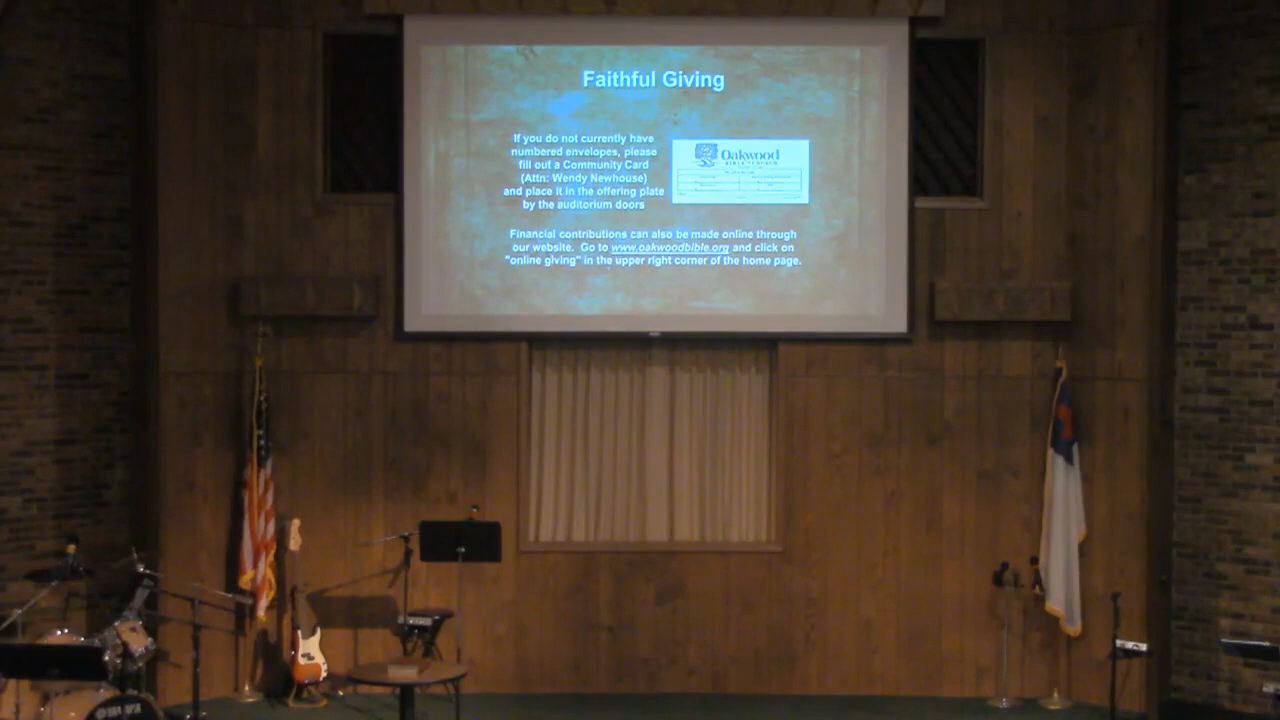 Faithful Giving
If you do not currently have
numbered envelopes, please
fill out a Community Card
(Attn: Wendy Newhouse)
and place it in the offering plate
by the auditorium doors
Oakwood
BIBLE CHURCH
Financial contributions can also be made online through
our website. Go to www.oakwoodbible.org and click on
"online giving" in the upper right corner of the home page.
YAMAHA